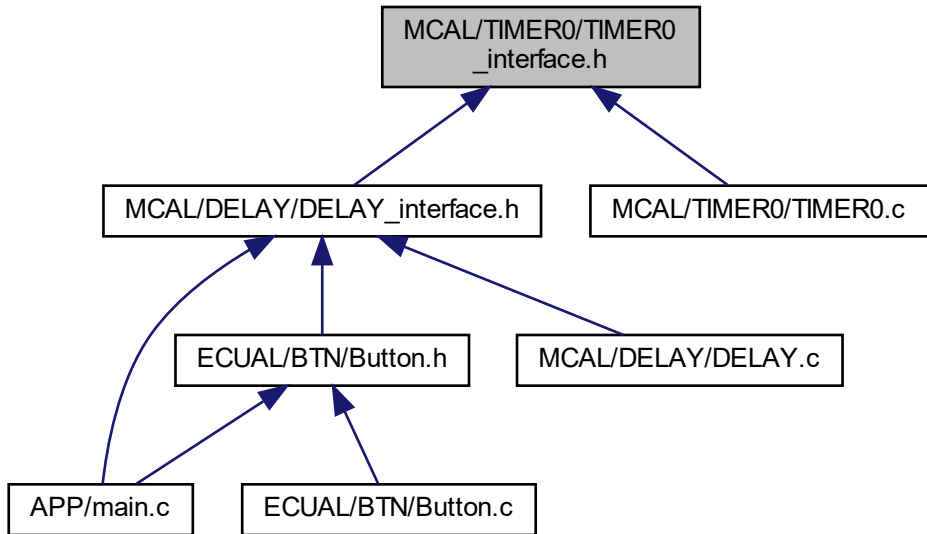 MCAL/TIMER0/TIMER0
_interface.h
MCAL/DELAY/DELAY_interface.h
MCAL/TIMER0/TIMER0.c
ECUAL/BTN/Button.h
MCAL/DELAY/DELAY.c
APP/main.c
ECUAL/BTN/Button.c